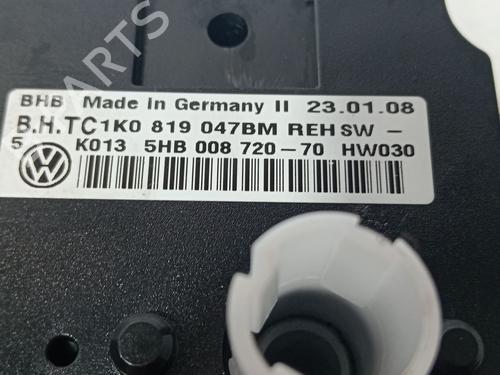 PARTS
BHB Made in Germany II 23.01.08
B.H.TC1K0 819 047BM REH SW -
5 K013 5HB 008 720-70 HW030